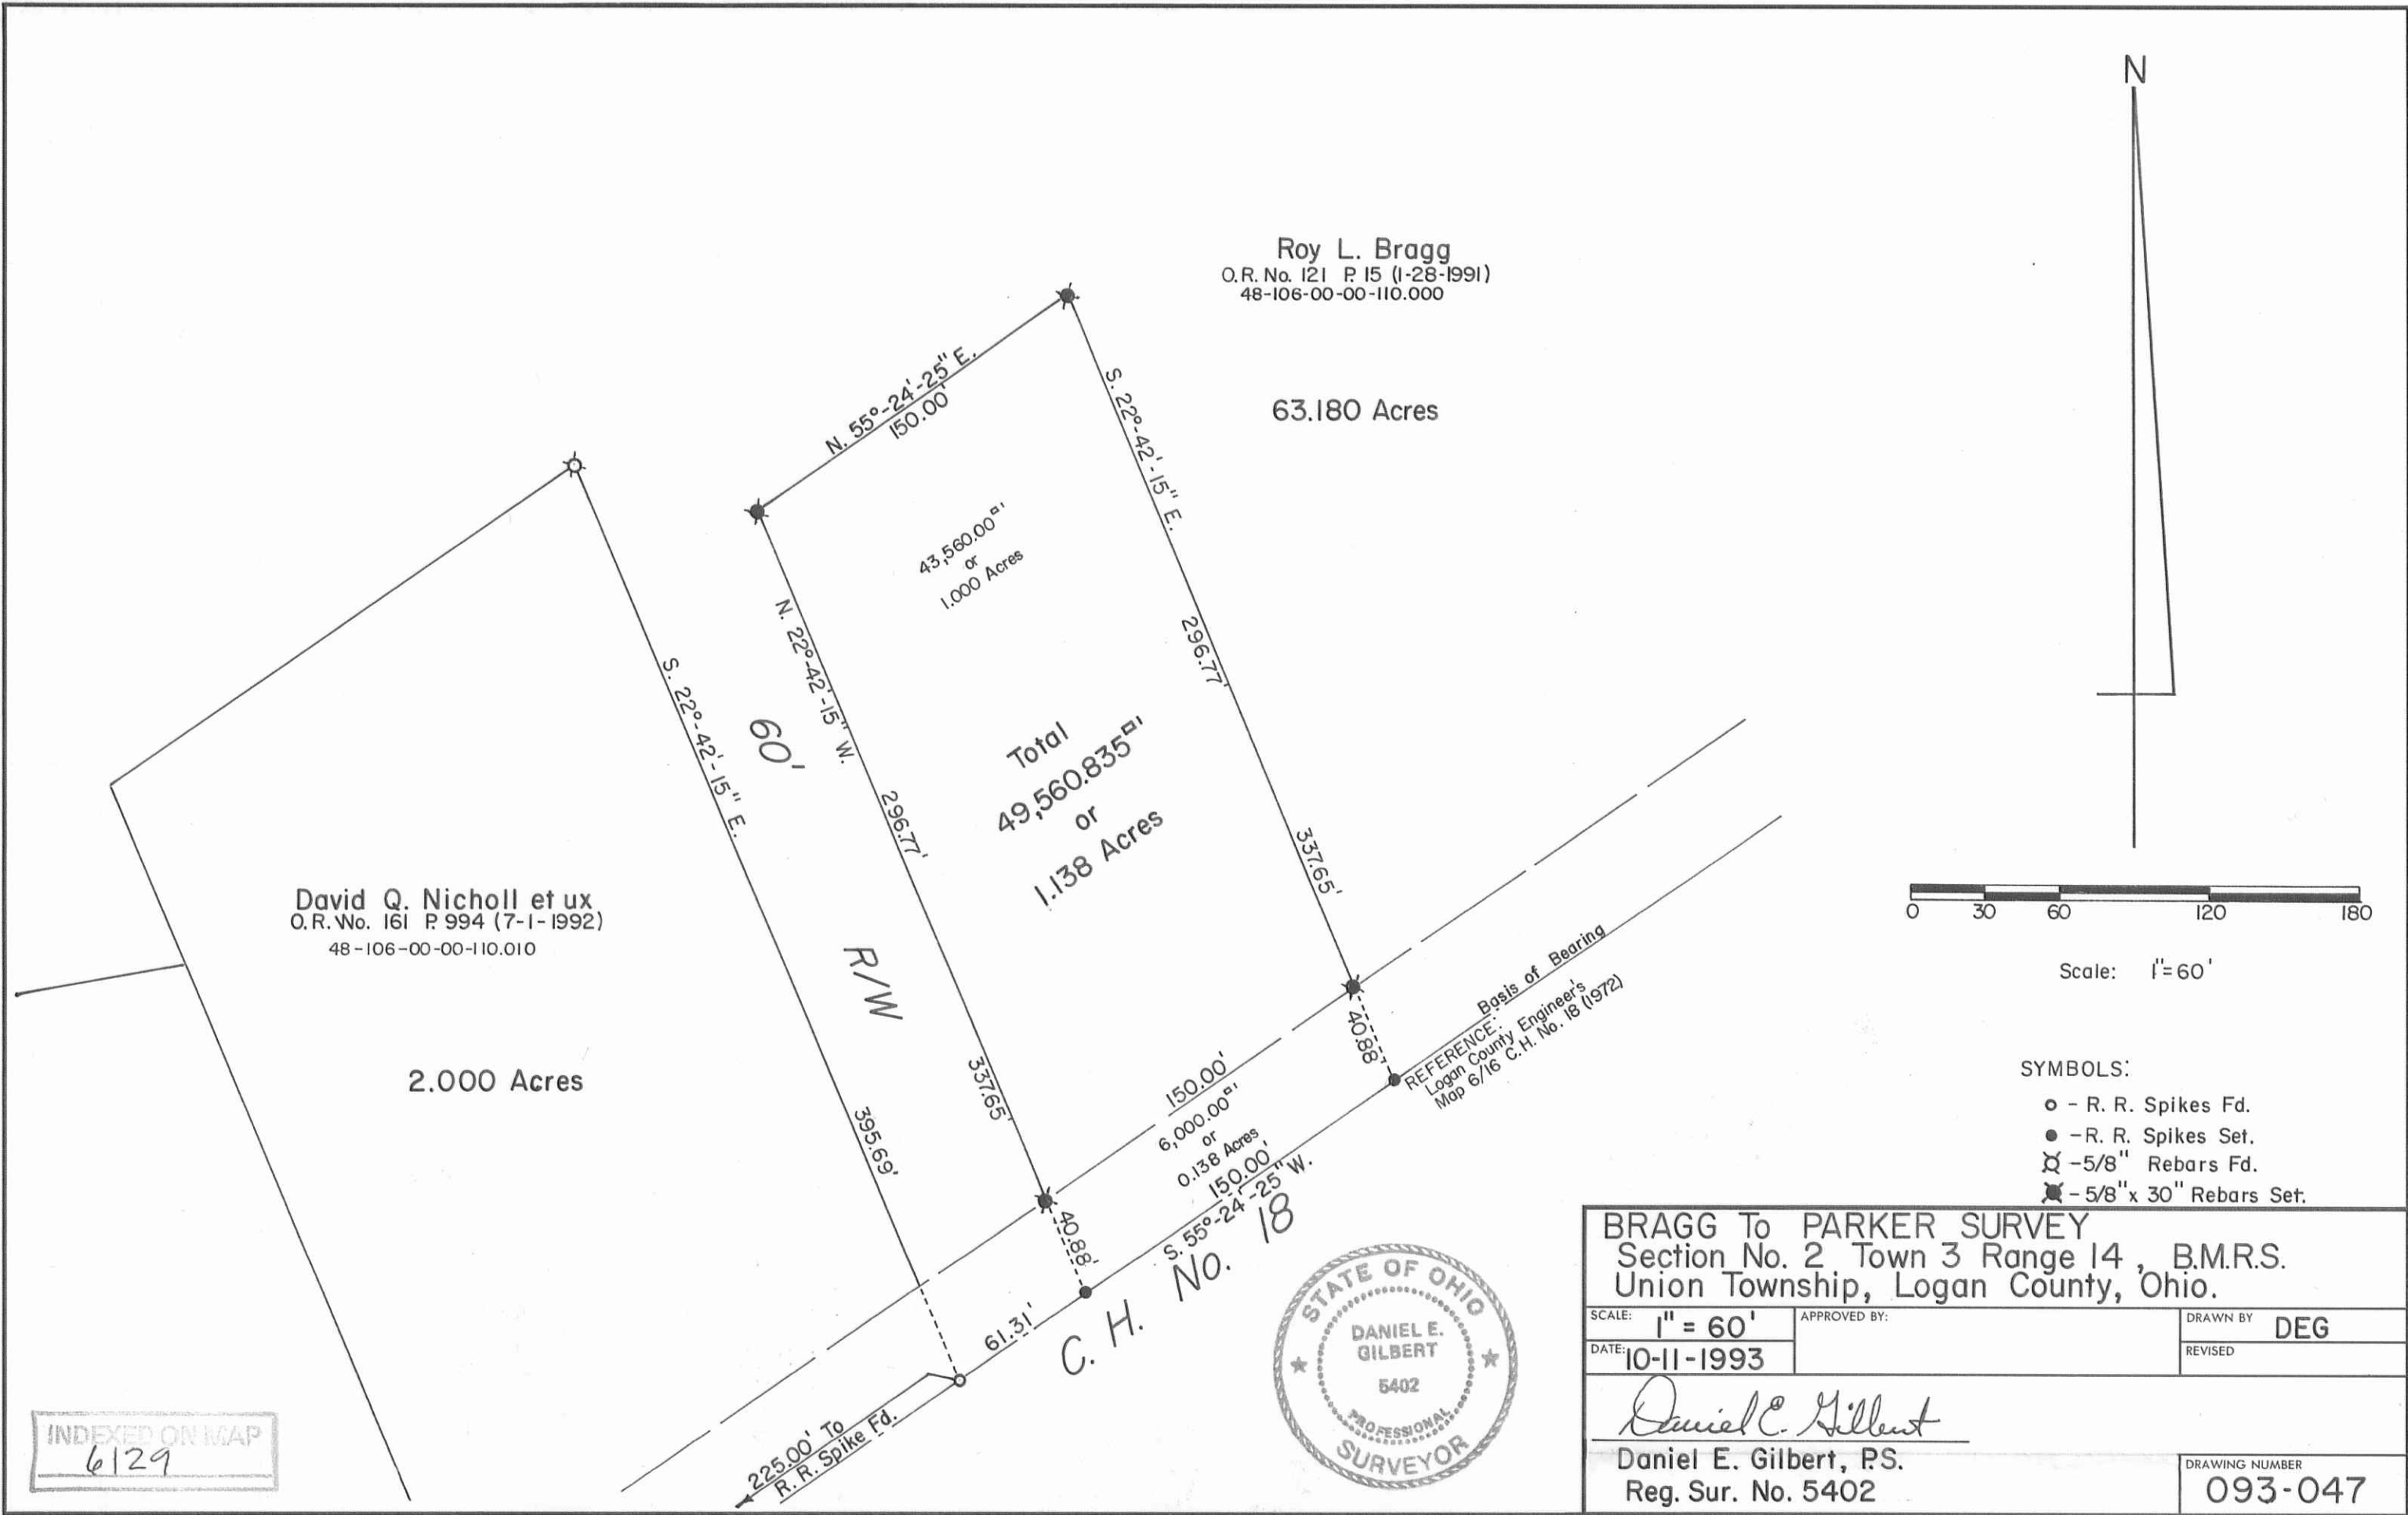 N
Roy L. Bragg
O.R. No. 121 P. 15 (1-28-1991)
48-106-00-00-110.000
63.180 Acres
N. 55°-24'-25" E.
150.00'
S. 22°-42'-15" E.
296.77'
337.65'
43,560.00□'
or
1.000 Acres
N. 22°-42'-15" W.
296.77'
337.65'
Total
49,560.835□'
or
1.138 Acres
S. 22°-42'-15" E.
395.69'
60'
R/W
David Q. Nicholl et ux
O.R. No. 161 P. 994 (7-1-1992)
48-106-00-00-110.010
2.000 Acres
150.00'
6,000.00□'
or
0.138 Acres
150.00'
S. 55°-24'-25" W.
40.88'
40.88'
61.31'
C. H. No. 18
225.00' To
R. R. Spike Fd.
Basis of Bearing
REFERENCE:
Logan County Engineer's
Map 6/16 C.H. No. 18 (1972)
0 30 60 120 180
Scale: 1"=60'
SYMBOLS:
- R. R. Spikes Fd.
- R. R. Spikes Set.
- 5/8" Rebars Fd.
- 5/8" x 30" Rebars Set.
STATE OF OHIO
DANIEL E.
GILBERT
5402
PROFESSIONAL
SURVEYOR
INDEXED ON MAP
6129
BRAGG To PARKER SURVEY
Section No. 2 Town 3 Range 14, B.M.R.S.
Union Township, Logan County, Ohio.
SCALE: 1" = 60'
APPROVED BY:
DRAWN BY DEG
DATE: 10-11-1993
REVISED
Daniel E. Gilbert
Daniel E. Gilbert, P.S.
Reg. Sur. No. 5402
DRAWING NUMBER
093-047